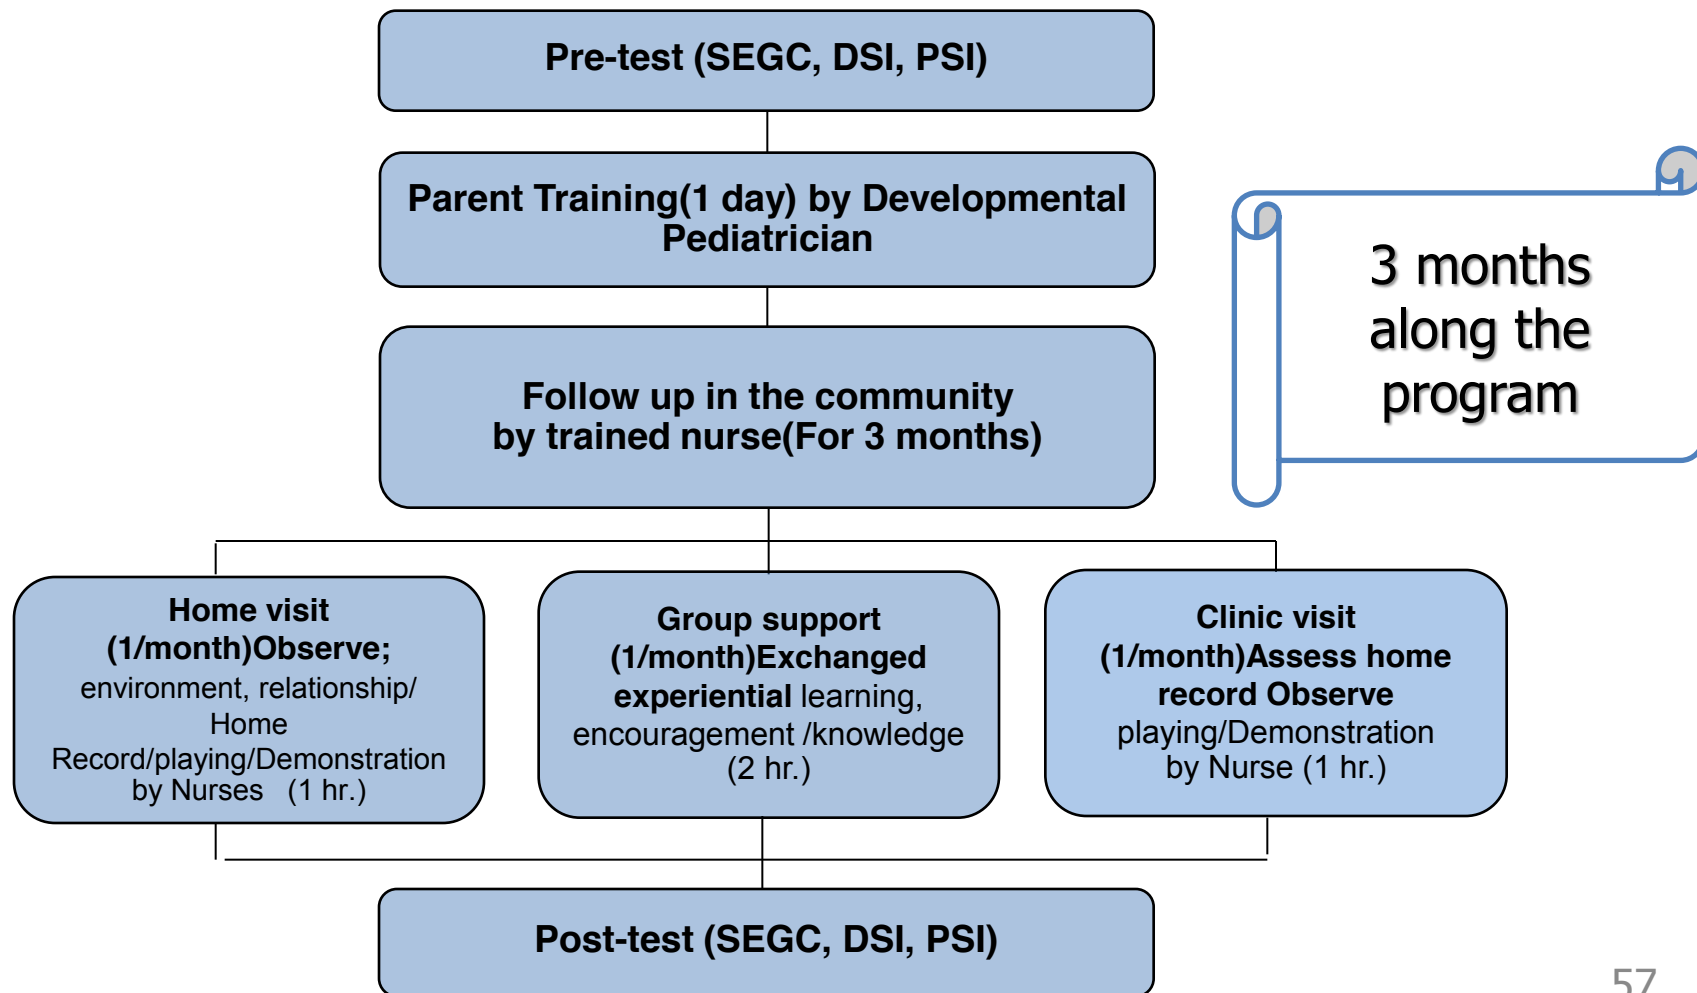 Pre-test (SEGC, DSI, PSI)
Parent Training(1 day) by Developmental
Pediatrician
3 months
along the
program
Follow up in the community
by trained nurse(For 3 months)
Home visit
(1/month)Observe;
environment, relationship/
Home
Record/playing/Demonstration
by Nurses (1 hr.)
Group support
(1/month)Exchanged
experiential learning,
encouragement /knowledge
(2 hr.)
Clinic visit
(1/month)Assess home
record Observe
playing/Demonstration
by Nurse (1 hr.)
Post-test (SEGC, DSI, PSI)
57